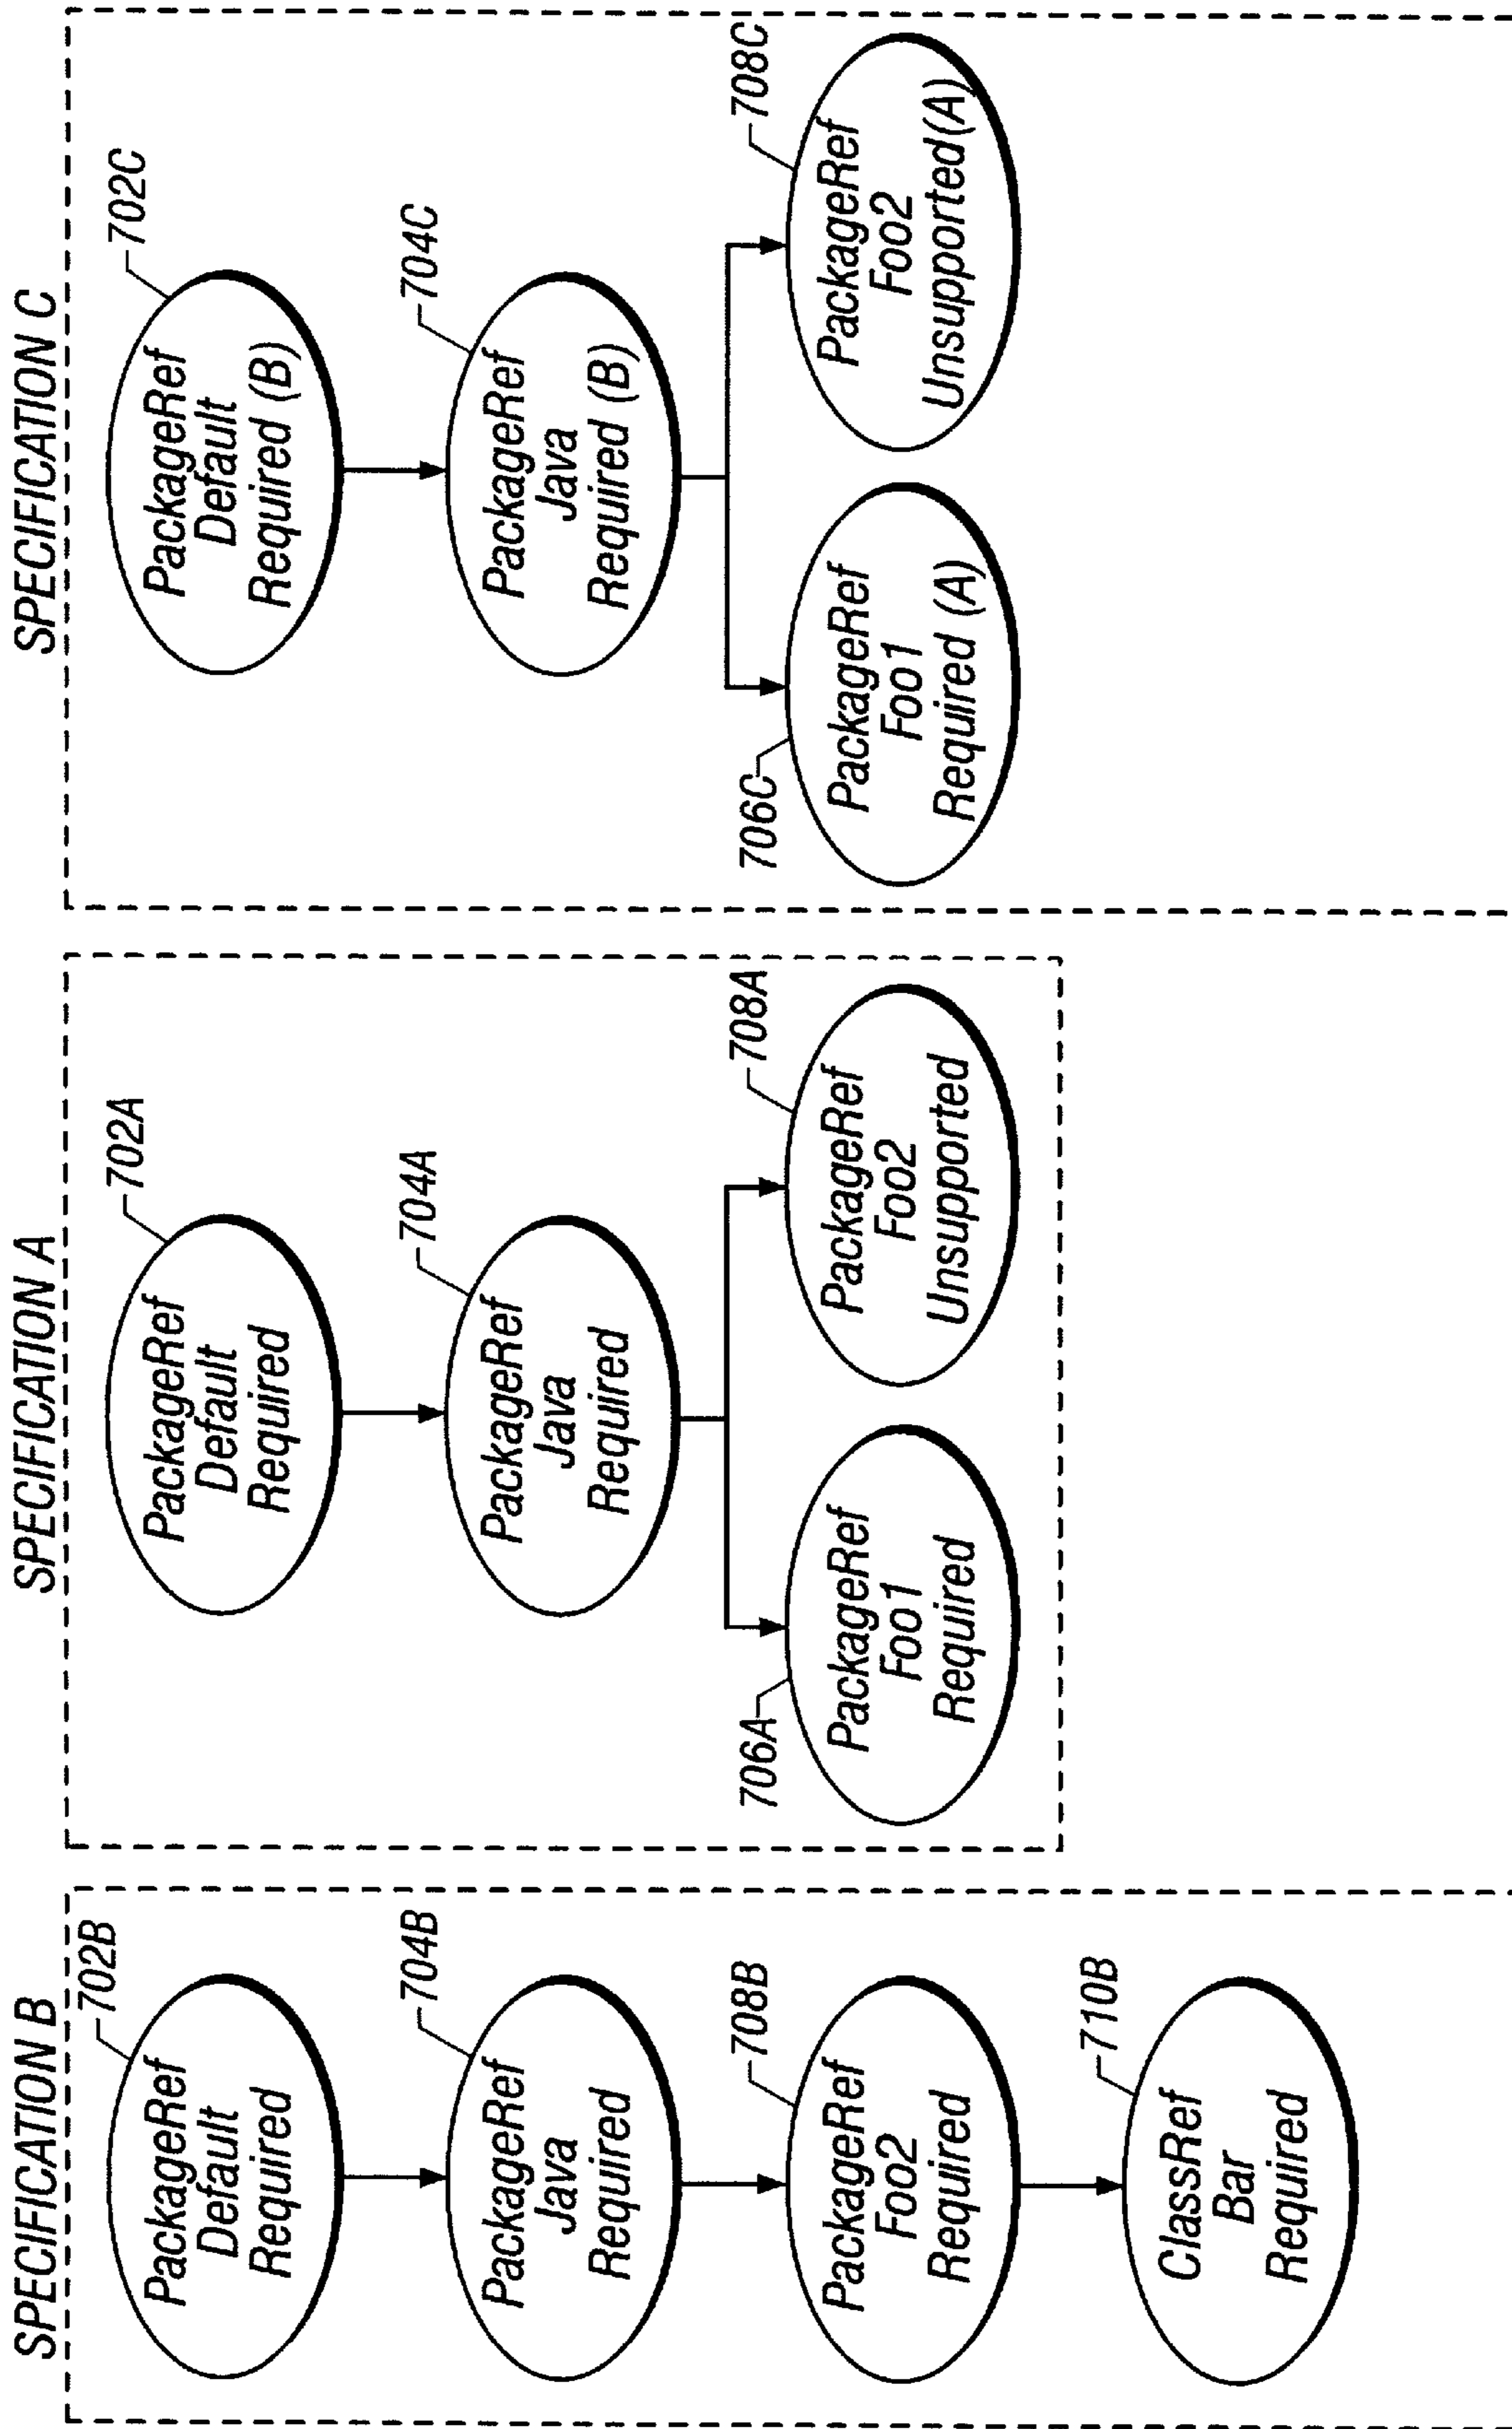 SPECIFICATION B
702B
PackageRef
Default
Required
704B
PackageRef
Java
Required
708B
PackageRef
Foo2
Required
710B
ClassRef
Bar
Required
SPECIFICATION A
702A
PackageRef
Default
Required
704A
PackageRef
Java
Required
706A
PackageRef
Foo1
Required
708A
PackageRef
Foo2
Unsupported
SPECIFICATION C
702C
PackageRef
Default
Required (B)
704C
PackageRef
Java
Required (B)
706C
PackageRef
Foo1
Required (A)
708C
PackageRef
Foo2
Unsupported(A)